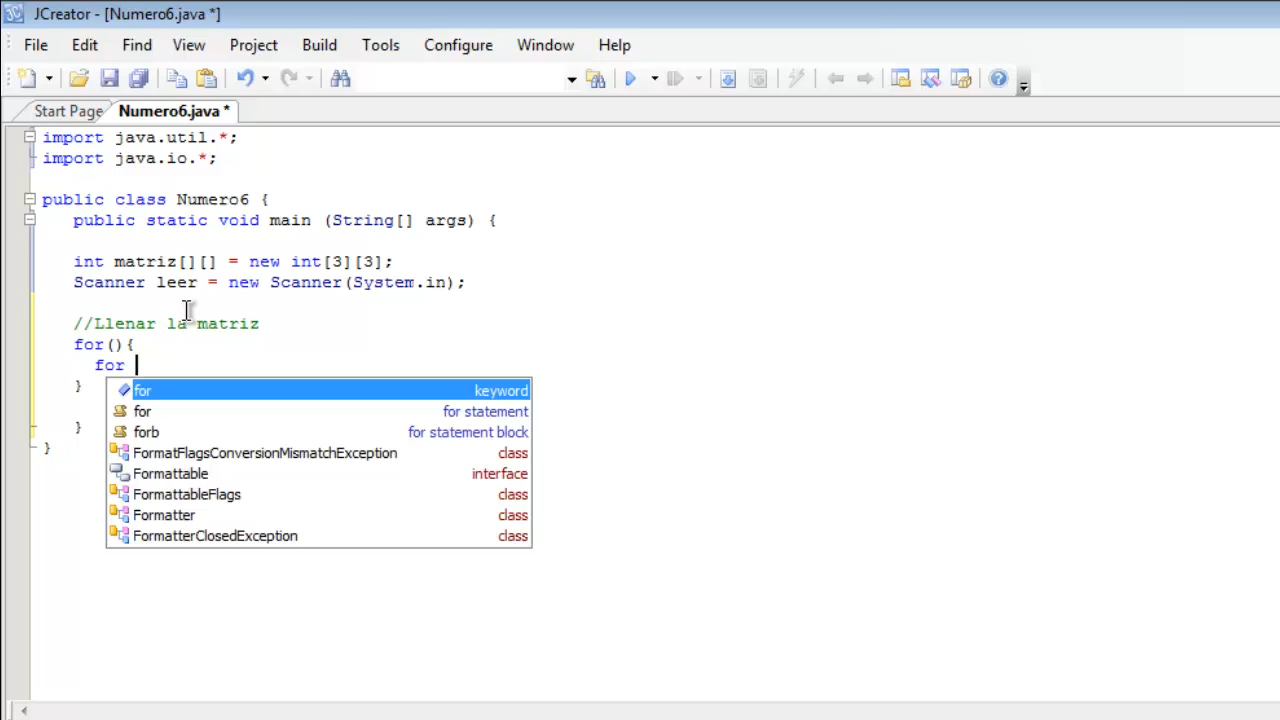 JCreator - [Numero6.java *]
File Edit Find View Project Build Tools Configure Window Help
Start Page Numero6.java *
import java.util.*;
import java.io.*;
public class Numero6 {
public static void main (String[] args) {
int matriz[][] = new int[3][3];
Scanner leer = new Scanner(System.in);
//Llenar la matriz
for(){
for
}
for keyword
for for statement
forb for statement block
FormatFlagsConversionMismatchException class
Formattable interface
FormattableFlags class
Formatter class
FormatterClosedException class
}
}